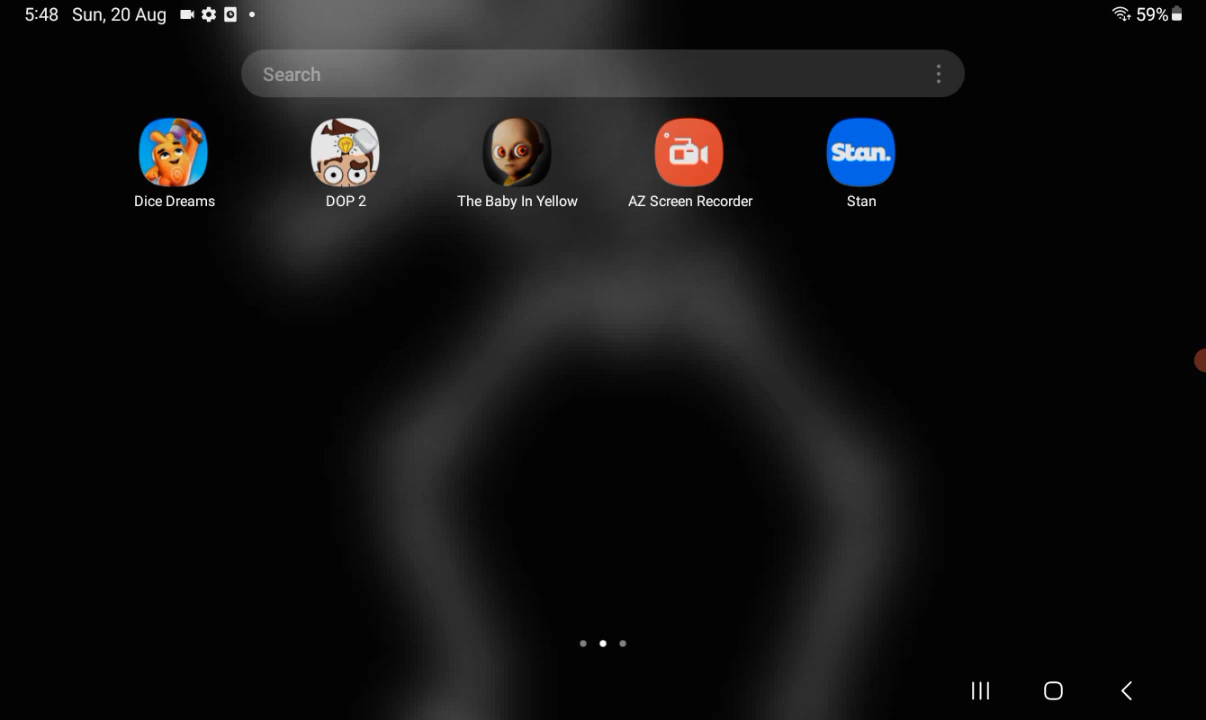 5:48 Sun, 20 Aug
59%
Search
Stan.
Dice Dreams
DOP 2
The Baby In Yellow
AZ Screen Recorder
Stan